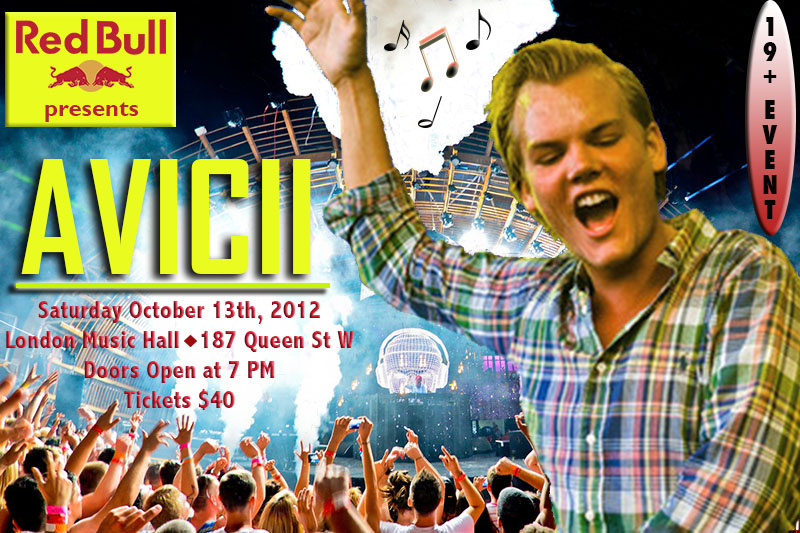 Red Bull
presents
AVICII
Saturday October 13th, 2012
London Music Hall ◆ 187 Queen St W
Doors Open at 7 PM
Tickets $40
19+ EVENT